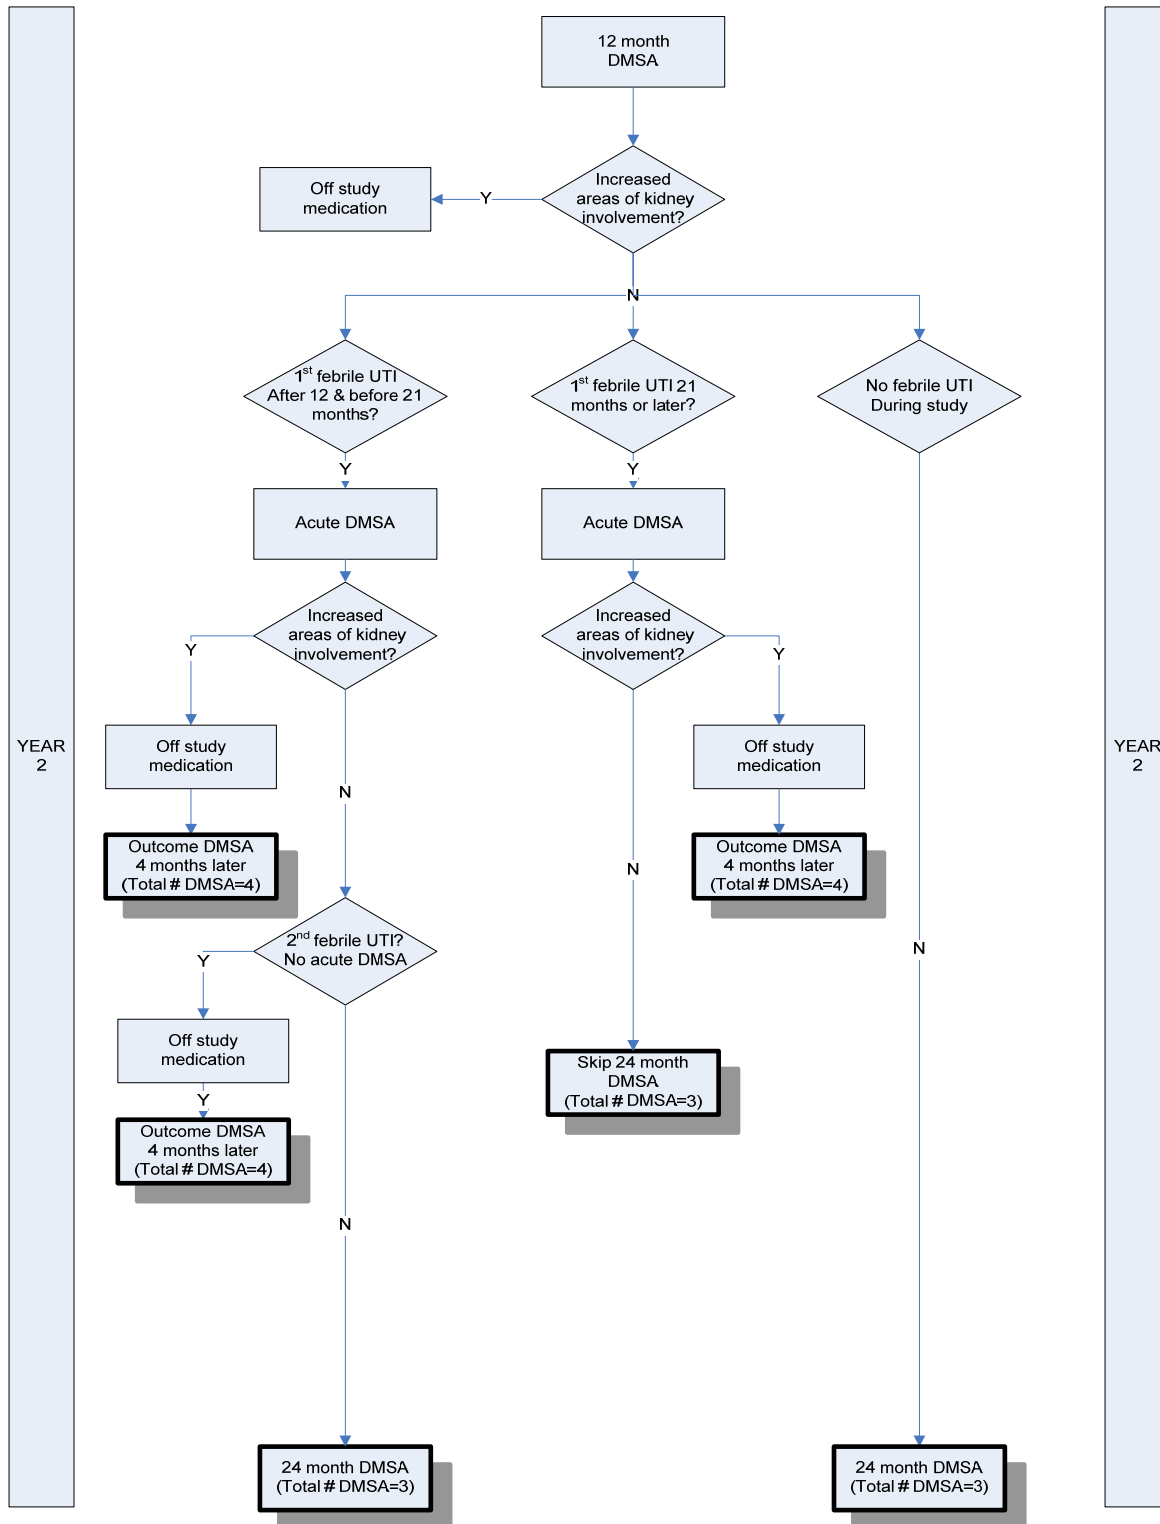 12 month
DMSA
Increased
areas of kidney
involvement?
Y
Off study
medication
N
1st febrile UTI
After 12 & before 21
months?
1st febrile UTI 21
months or later?
No febrile UTI
During study
Y
Y
Acute DMSA
Acute DMSA
Increased
areas of kidney
involvement?
Increased
areas of kidney
involvement?
Y
Y
YEAR
2
Off study
medication
Off study
medication
YEAR
2
N
Outcome DMSA
4 months later
(Total # DMSA=4)
N
Outcome DMSA
4 months later
(Total # DMSA=4)
2nd febrile UTI?
No acute DMSA
Y
N
Off study
medication
Y
Outcome DMSA
4 months later
(Total # DMSA=4)
Skip 24 month
DMSA
(Total # DMSA=3)
N
24 month DMSA
(Total # DMSA=3)
24 month DMSA
(Total # DMSA=3)